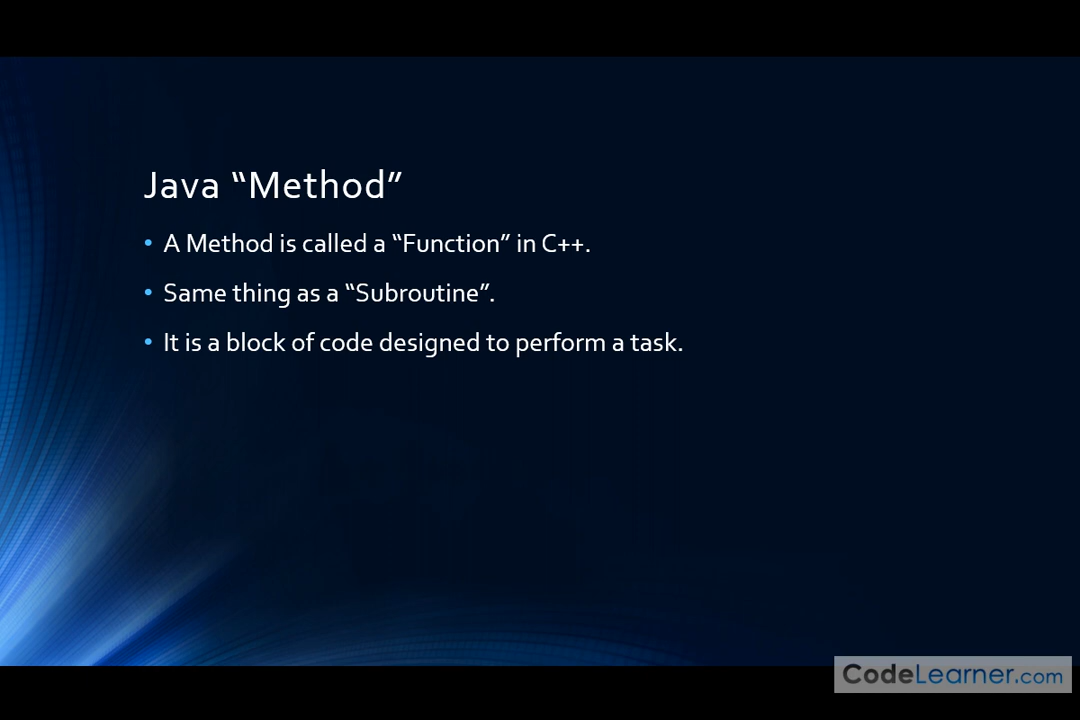 Java “Method”
• A Method is called a “Function” in C++.
• Same thing as a “Subroutine”.
• It is a block of code designed to perform a task.
CodeLearner.com